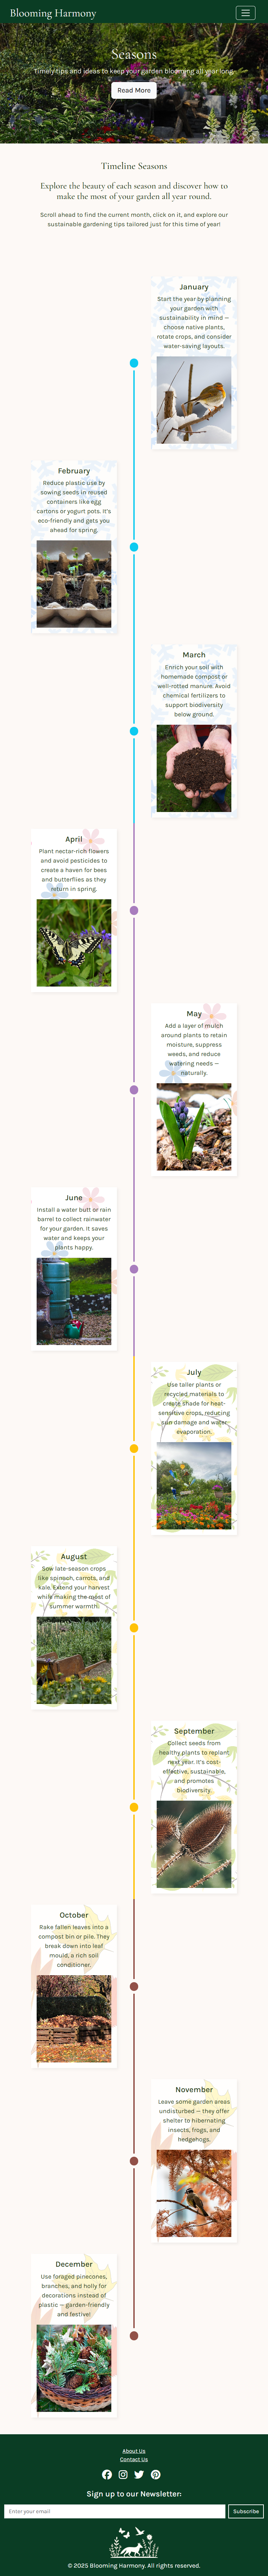 Blooming Harmony
Seasons
Timely tips and ideas to keep your garden blooming all year long.
Read More
Timeline Seasons
Explore the beauty of each season and discover how to
make the most of your garden all year round.
Scroll ahead to find the current month, click on it, and explore our
sustainable gardening tips tailored just for this time of year!
January
Start the year by planning
your garden with
sustainability in mind —
choose native plants,
rotate crops, and consider
water-saving layouts.
February
Reduce plastic use by
sowing seeds in reused
containers like egg
cartons or yogurt pots. It's
eco-friendly and gets you
ahead for spring.
March
Enrich your soil with
homemade compost or
well-rotted manure. Avoid
chemical fertilizers to
support biodiversity
below ground.
April
Plant nectar-rich flowers
and avoid pesticides to
create a haven for bees
and butterflies as they
return in spring.
May
Add a layer of mulch
around plants to retain
moisture, suppress
weeds, and reduce
watering needs —
naturally.
June
Install a water butt or rain
barrel to collect rainwater
for your garden. It saves
water and keeps your
plants happy.
July
Use taller plants or
recycled materials to
create shade for heat-
sensitive crops, reducing
sun damage and water
evaporation.
August
Sow late-season crops
like spinach, carrots, and
kale. Extend your harvest
while making the most of
summer warmth.
September
Collect seeds from
healthy plants to replant
next year. It's cost-
effective, sustainable,
and promotes
biodiversity.
October
Rake fallen leaves into a
compost bin or pile. They
break down into leaf
mould, a rich soil
conditioner.
November
Leave some garden areas
undisturbed — they offer
shelter to hibernating
insects, frogs, and
hedgehogs.
December
Use foraged pinecones,
branches, and holly for
decorations instead of
plastic — garden-friendly
and festive!
About Us
Contact Us
Sign up to our Newsletter:
Enter your email
Subscribe
© 2025 Blooming Harmony. All rights reserved.